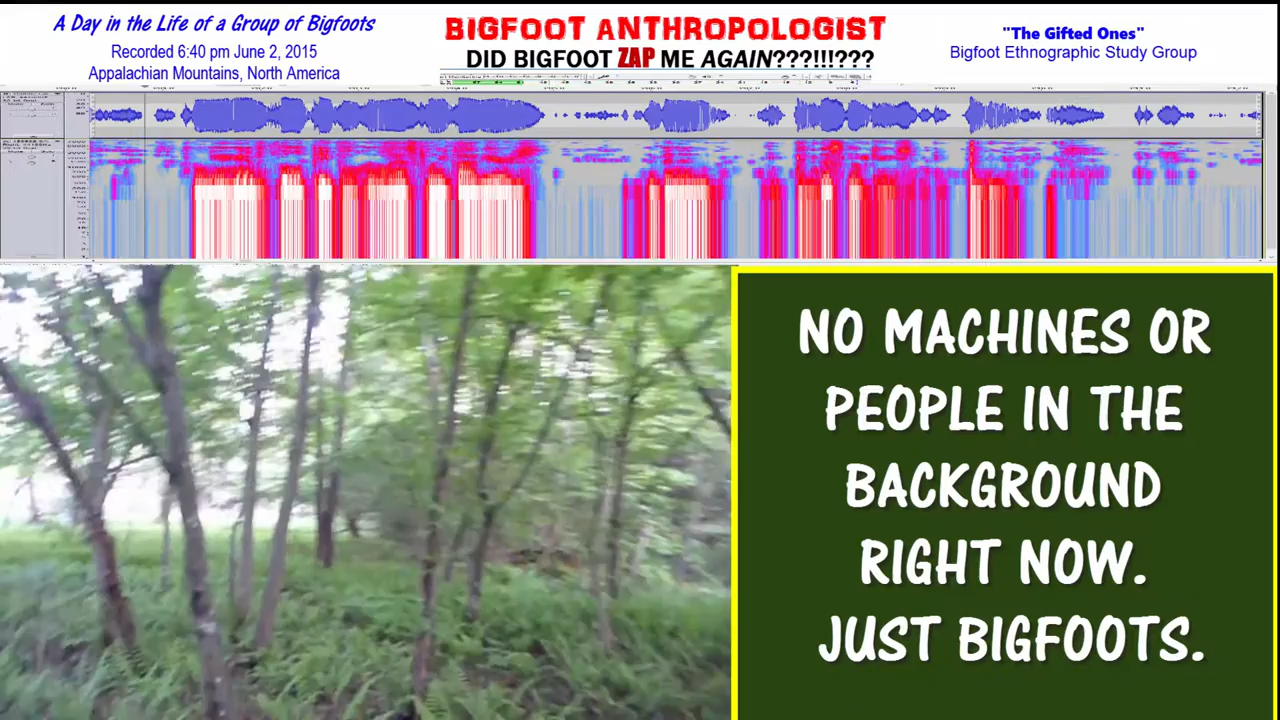 A Day in the Life of a Group of Bigfoots
Recorded 6:40 pm June 2, 2015
Appalachian Mountains, North America
BIGFOOT ANTHROPOLOGIST
DID BIGFOOT ZAP ME AGAIN???!!!???
"The Gifted Ones"
Bigfoot Ethnographic Study Group
NO MACHINES OR
PEOPLE IN THE
BACKGROUND
RIGHT NOW.
JUST BIGFOOTS.